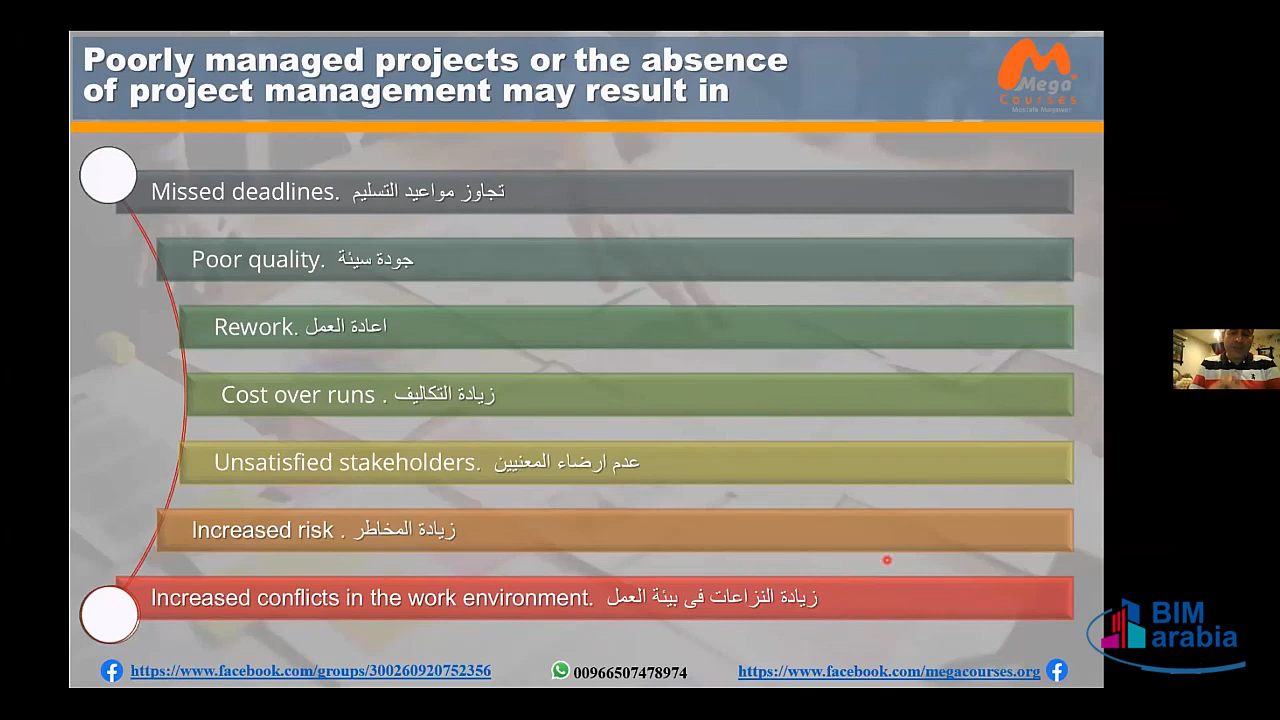 Poorly managed projects or the absence
of project management may result in
Mega
Courses
Mostafa Margawer
Missed deadlines. تجاوز مواعيد التسليم
Poor quality. جودة سيئة
Rework. اعادة العمل
Cost over runs . زيادة التكاليف
Unsatisfied stakeholders. عدم ارضاء المعنيين
Increased risk . زيادة المخاطر
Increased conflicts in the work environment. زيادة النزاعات فى بيئة العمل
https://www.facebook.com/groups/300260920752356 00966507478974 https://www.facebook.com/megacourses.org
BIM
arabia